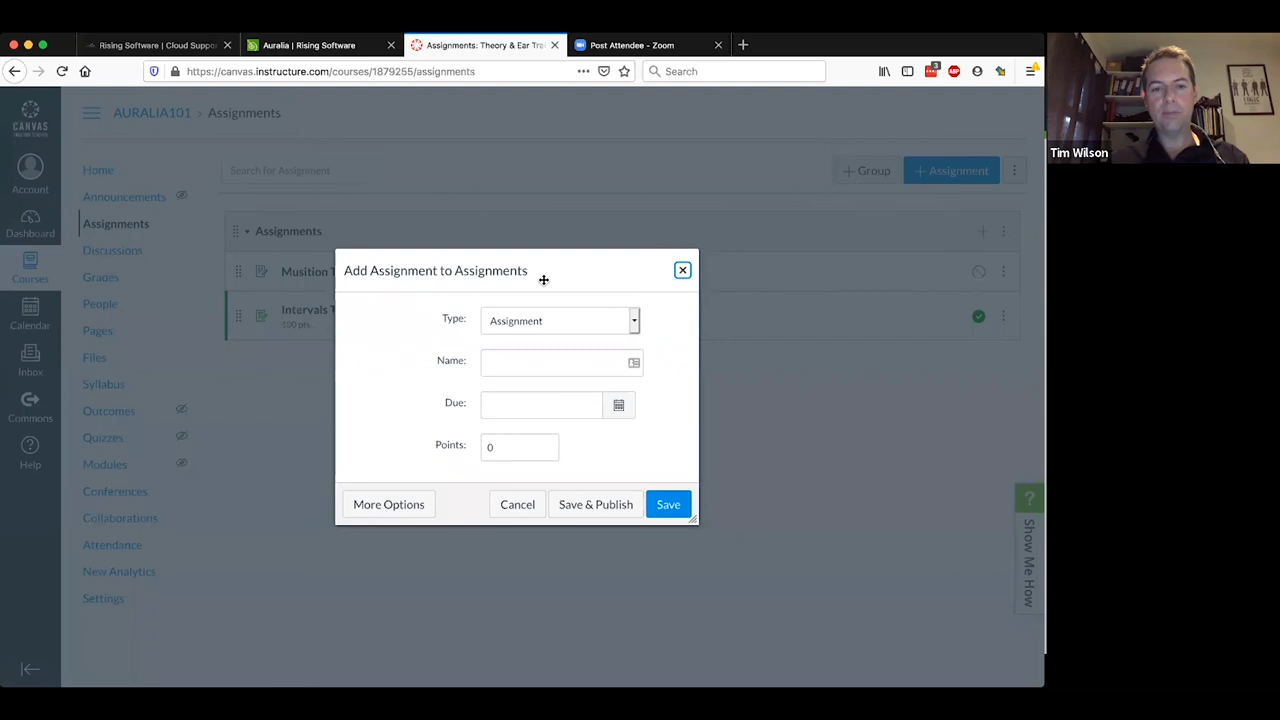 Rising Software | Cloud Suppo
Auralia | Rising Software
Assignments: Theory & Ear Tra
Post Attendee - Zoom
https://canvas.instructure.com/courses/1879255/assignments
Search
3
ABP
CANVAS
Account
Dashboard
Courses
Calendar
Inbox
Commons
Help
AURALIA101 › Assignments
Home
Announcements
Assignments
Discussions
Grades
People
Pages
Files
Syllabus
Outcomes
Quizzes
Modules
Conferences
Collaborations
Attendance
New Analytics
Settings
Search for Assignment
+ Group
+ Assignment
Assignments
Musition T
Intervals T
100 pts
Add Assignment to Assignments
Type: Assignment
Name:
Due:
Points: 0
More Options
Cancel
Save & Publish
Save
? Show Me How
Tim Wilson